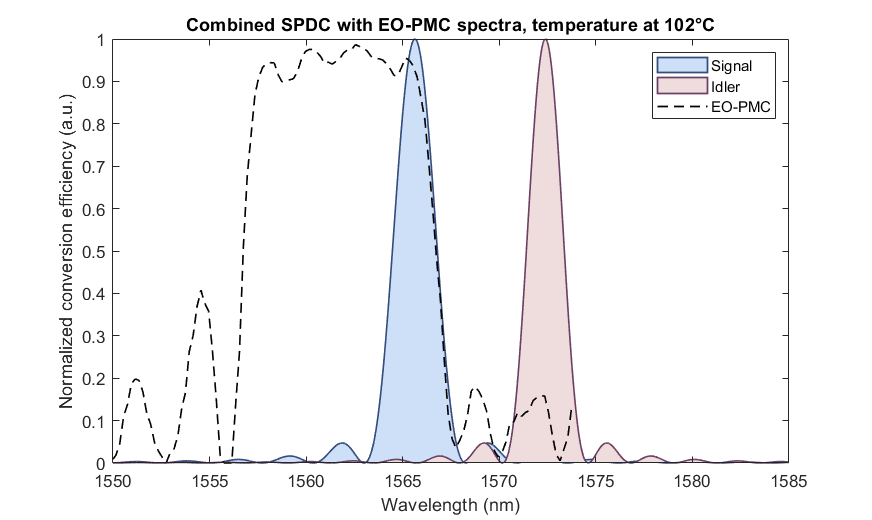 Combined SPDC with EO-PMC spectra, temperature at 102°C
Normalized conversion efficiency (a.u.)
1
0.9
0.8
0.7
0.6
0.5
0.4
0.3
0.2
0.1
0
Signal
Idler
EO-PMC
1550 1555 1560 1565 1570 1575 1580 1585
Wavelength (nm)